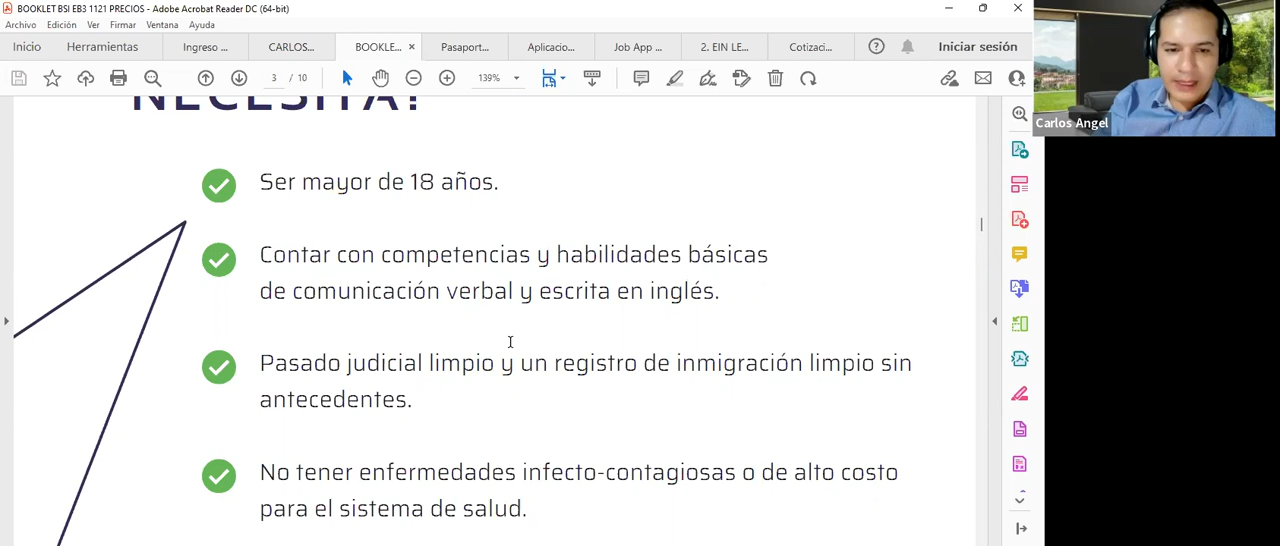 BOOKLET BSI EB3 1121 PRECIOS - Adobe Acrobat Reader DC (64-bit)
Archivo Edición Ver Firmar Ventana Ayuda
Inicio Herramientas Ingreso ... CARLOS... BOOKLE... × Pasaport... Aplicacio... Job App ... 2. EIN LE... Cotizaci... Iniciar sesión
3 / 10 139%
NECESITA?
Carlos Angel
Ser mayor de 18 años.
Contar con competencias y habilidades básicas
de comunicación verbal y escrita en inglés.
Pasado judicial limpio y un registro de inmigración limpio sin
antecedentes.
No tener enfermedades infecto-contagiosas o de alto costo
para el sistema de salud.